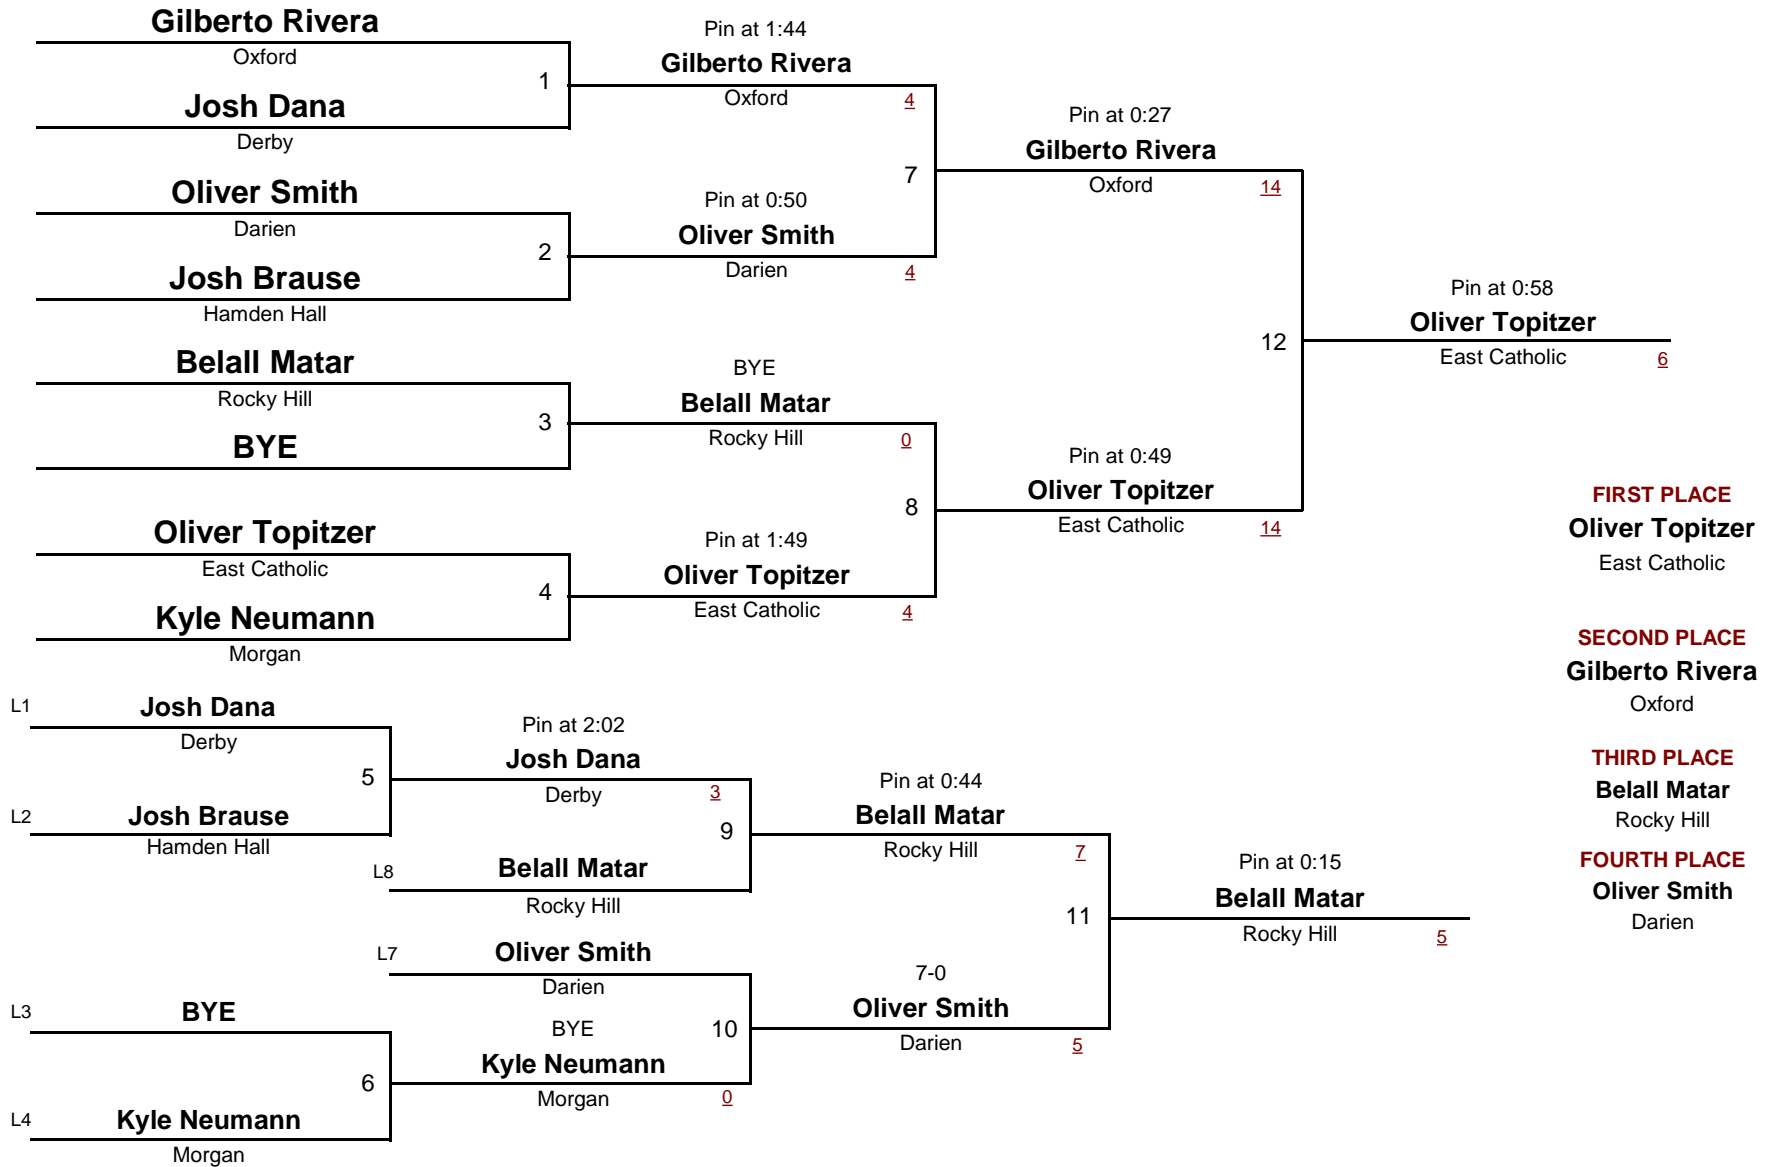 Gilberto Rivera
Oxford
1
Josh Dana
Derby
Oliver Smith
Darien
2
Josh Brause
Hamden Hall
Belall Matar
Rocky Hill
3
BYE
Oliver Topitzer
East Catholic
4
Kyle Neumann
Morgan
Pin at 1:44
Gilberto Rivera
Oxford 4
7
Pin at 0:50
Oliver Smith
Darien 4
BYE
Belall Matar
Rocky Hill 0
8
Pin at 1:49
Oliver Topitzer
East Catholic 4
Pin at 0:27
Gilberto Rivera
Oxford 14
12
Pin at 0:49
Oliver Topitzer
East Catholic 14
Pin at 0:58
Oliver Topitzer
East Catholic 6
L1 Josh Dana
Derby
5
L2 Josh Brause
Hamden Hall
L3 BYE
6
L4 Kyle Neumann
Morgan
Pin at 2:02
Josh Dana
Derby 3
9
L8 Belall Matar
Rocky Hill
L7 Oliver Smith
Darien
10
BYE
Kyle Neumann
Morgan 0
Pin at 0:44
Belall Matar
Rocky Hill 7
11
7-0
Oliver Smith
Darien 5
Pin at 0:15
Belall Matar
Rocky Hill 5
FIRST PLACE
Oliver Topitzer
East Catholic
SECOND PLACE
Gilberto Rivera
Oxford
THIRD PLACE
Belall Matar
Rocky Hill
FOURTH PLACE
Oliver Smith
Darien